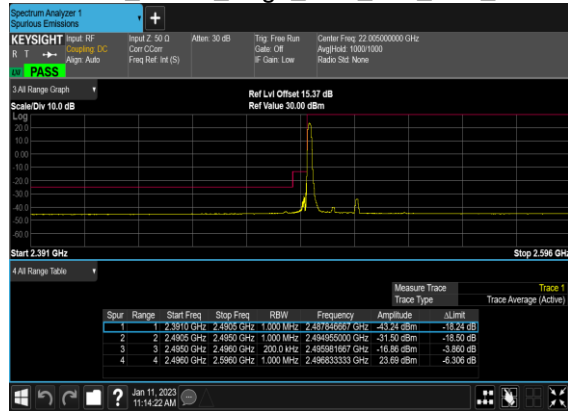 Spectrum Analyzer 1
Spurious Emissions
+
KEYSIGHT Input: RF Input Z: 50 Ω Atten: 30 dB Trig: Free Run Center Freq: 22.005000000 GHz
R T Coupling: DC Corr CCorr Gate: Off Avg|Hold: 1000/1000
Align: Auto Freq Ref: Int (S) IF Gain: Low Radio Std: None
PASS
3 All Range Graph
Ref Lvl Offset 15.37 dB
Scale/Div 10.0 dB Ref Value 30.00 dBm
Log
20.0
10.0
0.00
-10.0
-20.0
-30.0
-40.0
-50.0
-60.0
Start 2.391 GHz Stop 2.596 GHz
4 All Range Table
Measure Trace Trace 1
Trace Type Trace Average (Active)
Spur Range Start Freq Stop Freq RBW Frequency Amplitude ΔLimit
1 1 2.3910 GHz 2.4905 GHz 1.000 MHz 2.487846667 GHz -43.24 dBm -18.24 dB
2 2 2.4905 GHz 2.4950 GHz 1.000 MHz 2.494955000 GHz -31.50 dBm -18.50 dB
3 3 2.4950 GHz 2.4960 GHz 200.0 kHz 2.495981667 GHz -16.86 dBm -3.860 dB
4 4 2.4960 GHz 2.5960 GHz 1.000 MHz 2.496833333 GHz 23.69 dBm -6.306 dB
? Jan 11, 2023
11:14:22 AM